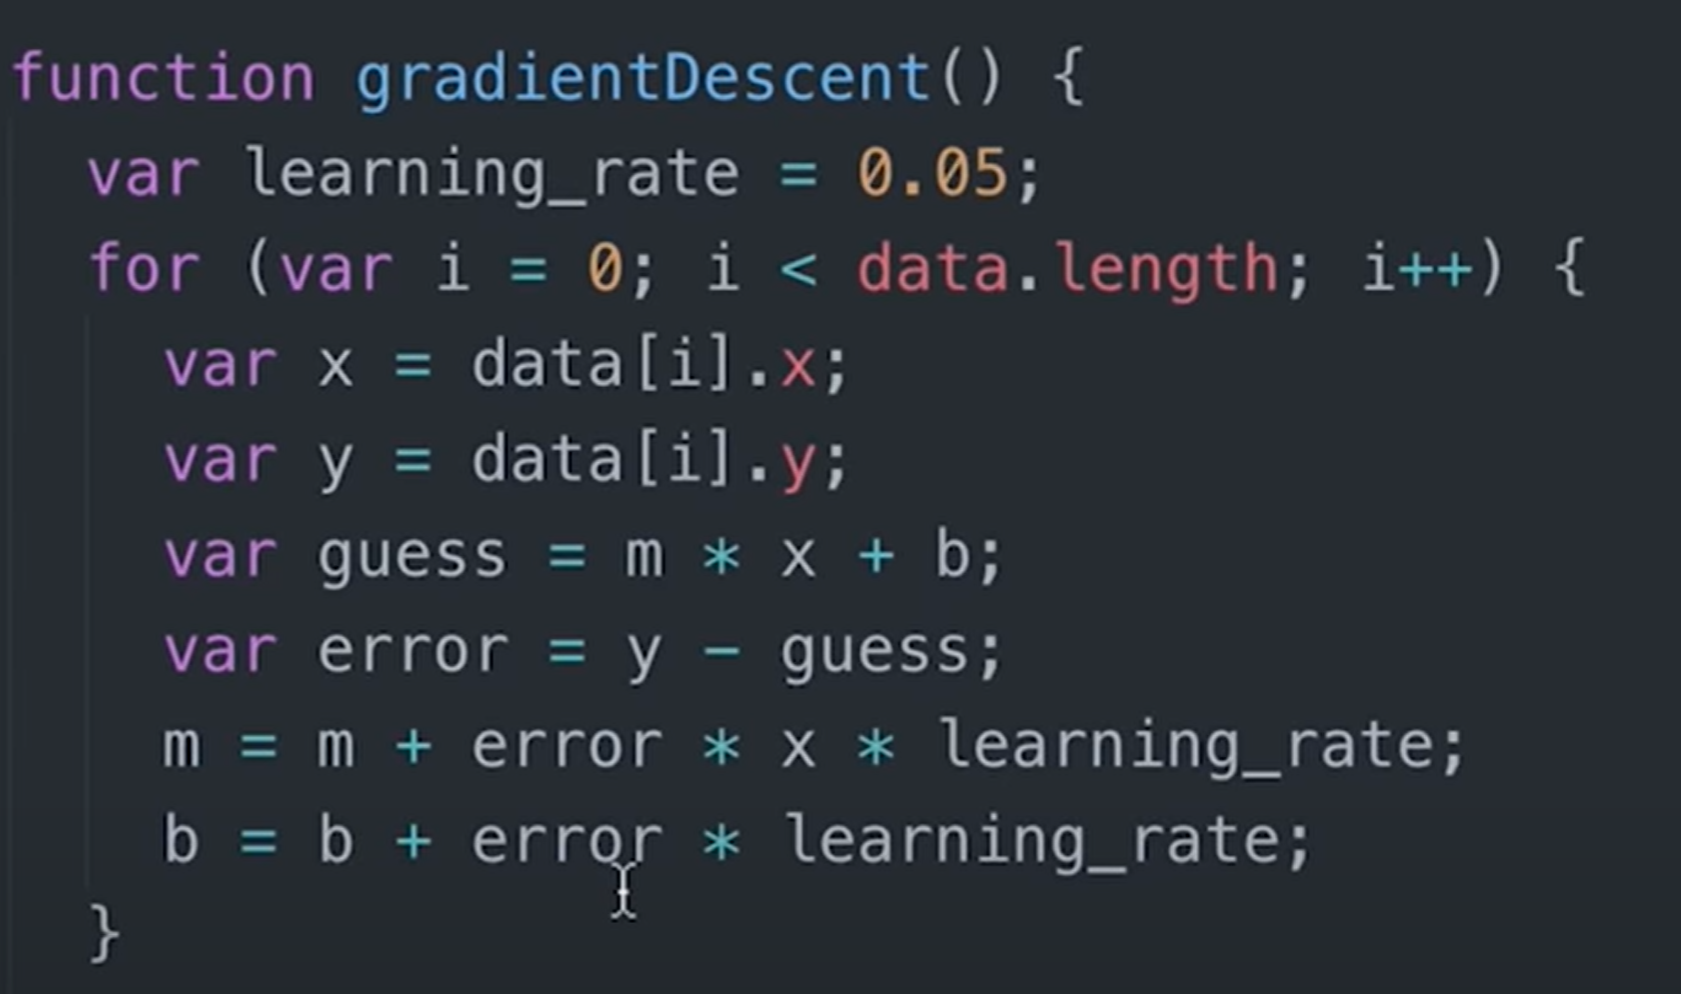 function gradientDescent() {
  var learning_rate = 0.05;
  for (var i = 0; i < data.length; i++) {
    var x = data[i].x;
    var y = data[i].y;
    var guess = m * x + b;
    var error = y - guess;
    m = m + error * x * learning_rate;
    b = b + error * learning_rate;
  }